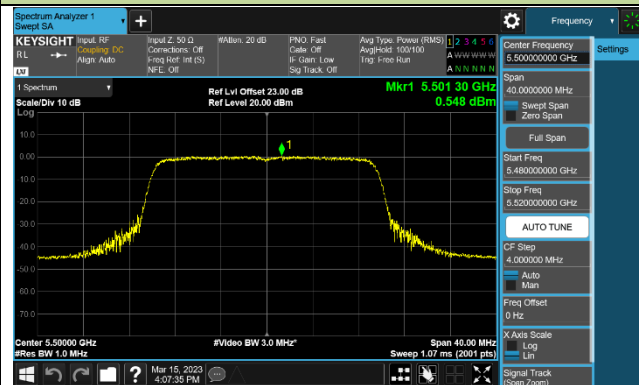 Spectrum Analyzer 1
Swept SA
Frequency
KEYSIGHT
RL
LXI
Input: RF
Coupling: DC
Align: Auto
Input Z: 50 Ω
Corrections: Off
Freq Ref: Int (S)
NFE: Off
#Atten: 20 dB
PNO: Fast
Gate: Off
IF Gain: Low
Sig Track: Off
Avg Type: Power (RMS)
Avg|Hold: 100/100
Trig: Free Run
1 2 3 4 5 6
A W W W W W
A N N N N N
Center Frequency
5.500000000 GHz
Settings
Span
40.0000000 MHz
Swept Span
Zero Span
Full Span
Start Freq
5.480000000 GHz
Stop Freq
5.520000000 GHz
AUTO TUNE
CF Step
4.000000 MHz
Auto
Man
Freq Offset
0 Hz
X Axis Scale
Log
Lin
Signal Track
(Span Zoom)
1 Spectrum
Scale/Div 10 dB
Log
Ref Lvl Offset 23.00 dB
Ref Level 20.00 dBm
Mkr1 5.501 30 GHz
0.548 dBm
1
10.0
0.00
-10.0
-20.0
-30.0
-40.0
-50.0
-60.0
-70.0
Center 5.50000 GHz
#Res BW 1.0 MHz
#Video BW 3.0 MHz*
Span 40.00 MHz
Sweep 1.07 ms (2001 pts)
?
Mar 15, 2023
4:07:35 PM